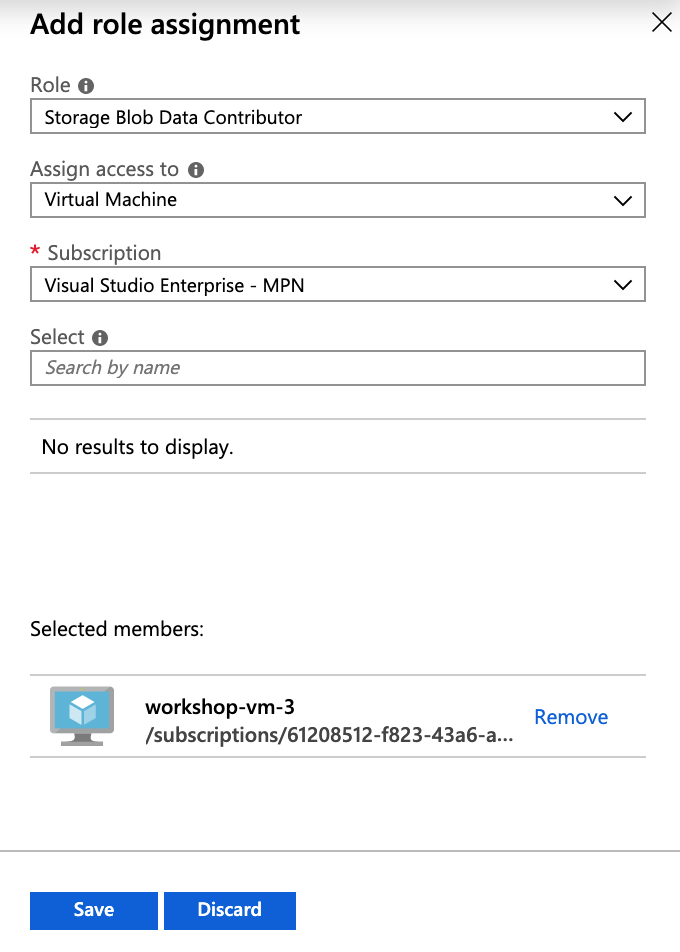 Add role assignment
Role
Storage Blob Data Contributor
Assign access to
Virtual Machine
* Subscription
Visual Studio Enterprise - MPN
Select
Search by name
No results to display.
Selected members:
workshop-vm-3
/subscriptions/61208512-f823-43a6-a...
Remove
Save
Discard